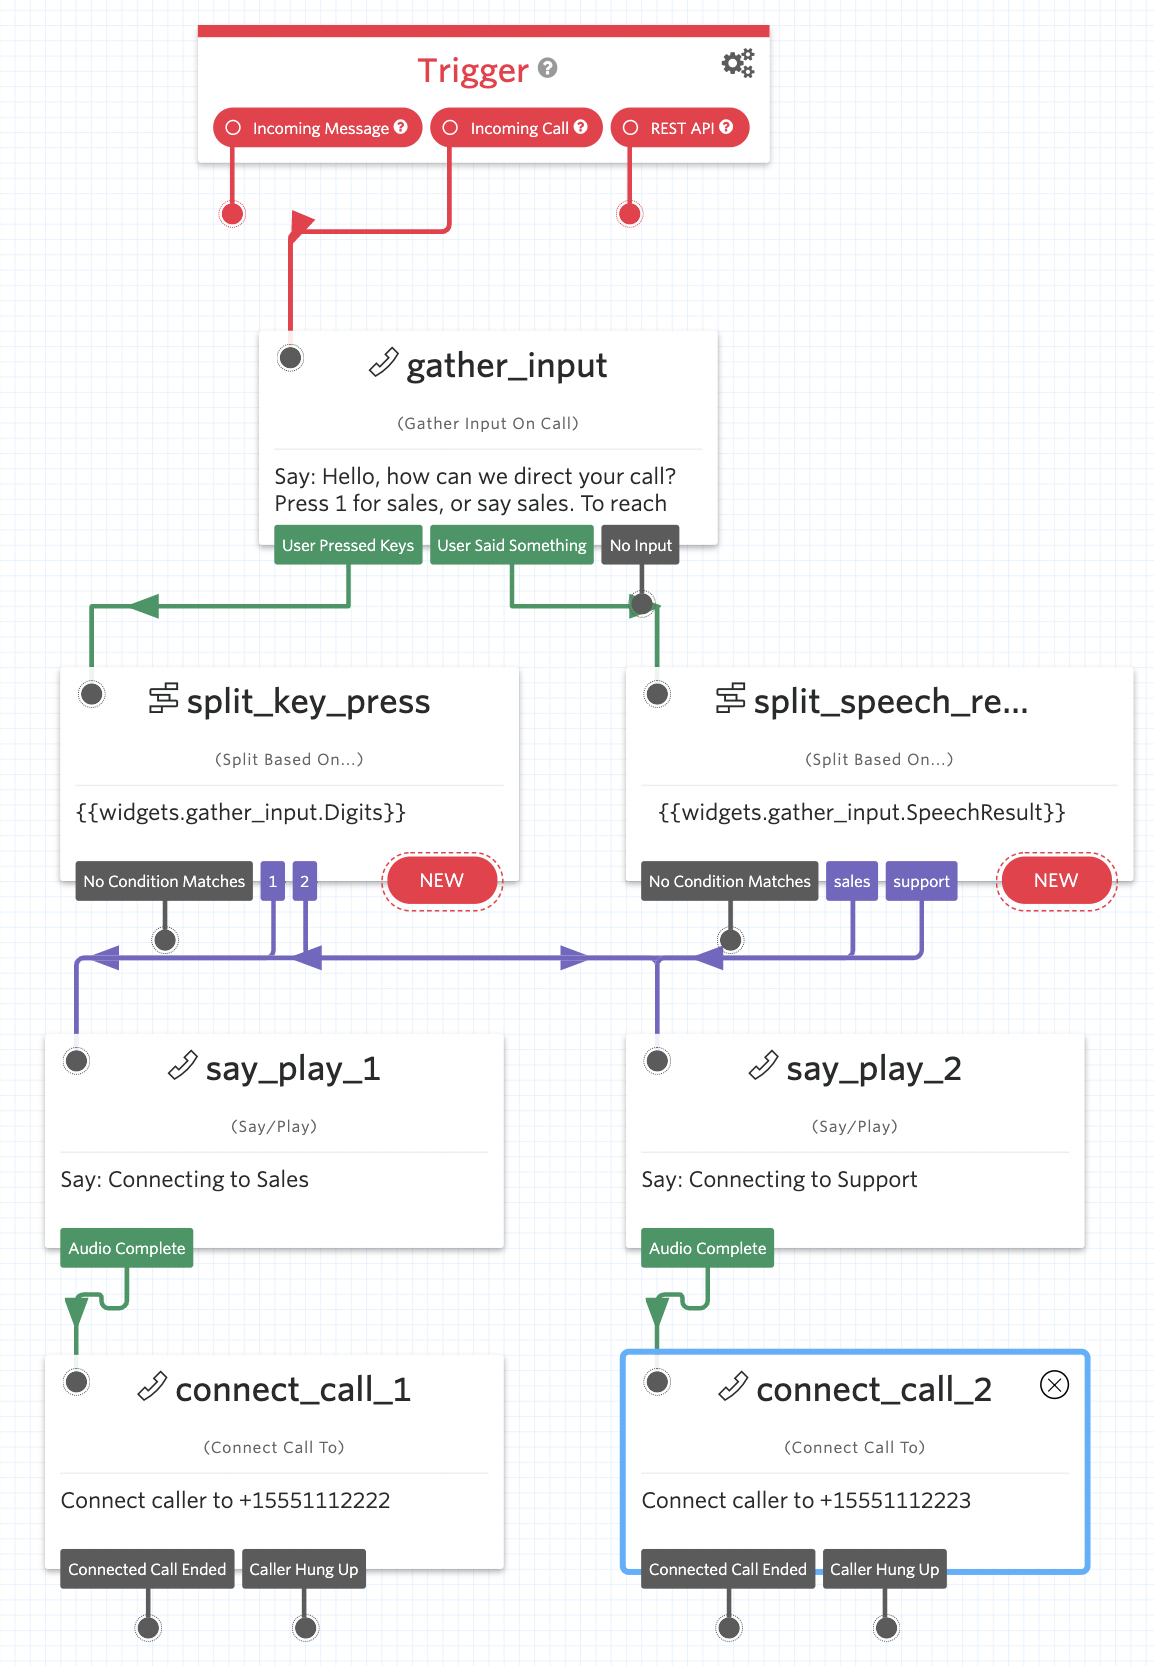 Trigger
Incoming Message
Incoming Call
REST API
gather_input
(Gather Input On Call)
Say: Hello, how can we direct your call?
Press 1 for sales, or say sales. To reach
User Pressed Keys
User Said Something
No Input
split_key_press
(Split Based On...)
{{widgets.gather_input.Digits}}
No Condition Matches
1
2
NEW
split_speech_re...
(Split Based On...)
{{widgets.gather_input.SpeechResult}}
No Condition Matches
sales
support
NEW
say_play_1
(Say/Play)
Say: Connecting to Sales
Audio Complete
say_play_2
(Say/Play)
Say: Connecting to Support
Audio Complete
connect_call_1
(Connect Call To)
Connect caller to +15551112222
Connected Call Ended
Caller Hung Up
connect_call_2
(Connect Call To)
Connect caller to +15551112223
Connected Call Ended
Caller Hung Up